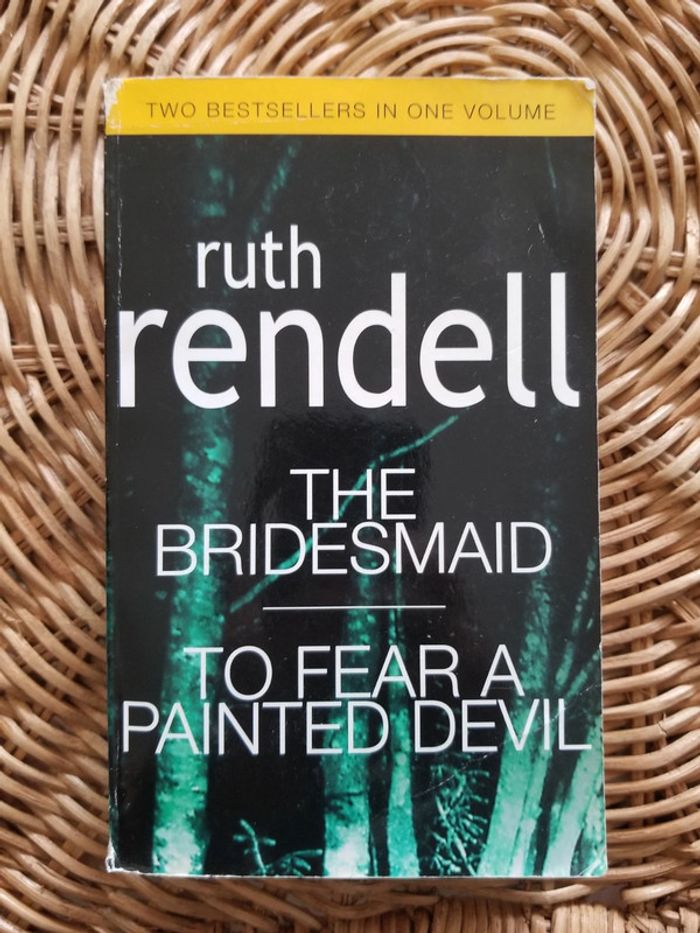 TWO BESTSELLERS IN ONE VOLUME
ruth
rendell
THE
BRIDESMAID
TO FEAR A
PAINTED DEVIL